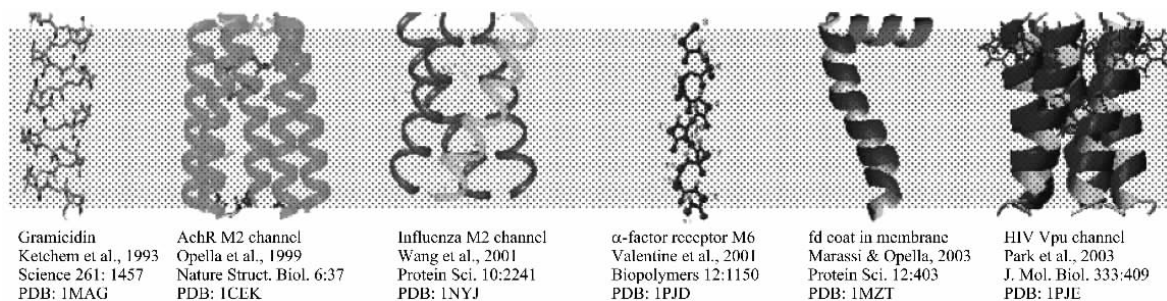 Gramicidin
Ketchem et al., 1993
Science 261: 1457
PDB: 1MAG
AchR M2 channel
Opella et al., 1999
Nature Struct. Biol. 6:37
PDB: 1CEK
Influenza M2 channel
Wang et al., 2001
Protein Sci. 10:2241
PDB: 1NYJ
α-factor receptor M6
Valentine et al., 2001
Biopolymers 12:1150
PDB: 1PJD
fd coat in membrane
Marassi & Opella, 2003
Protein Sci. 12:403
PDB: 1MZT
HIV Vpu channel
Park et al., 2003
J. Mol. Biol. 333:409
PDB: 1PJE